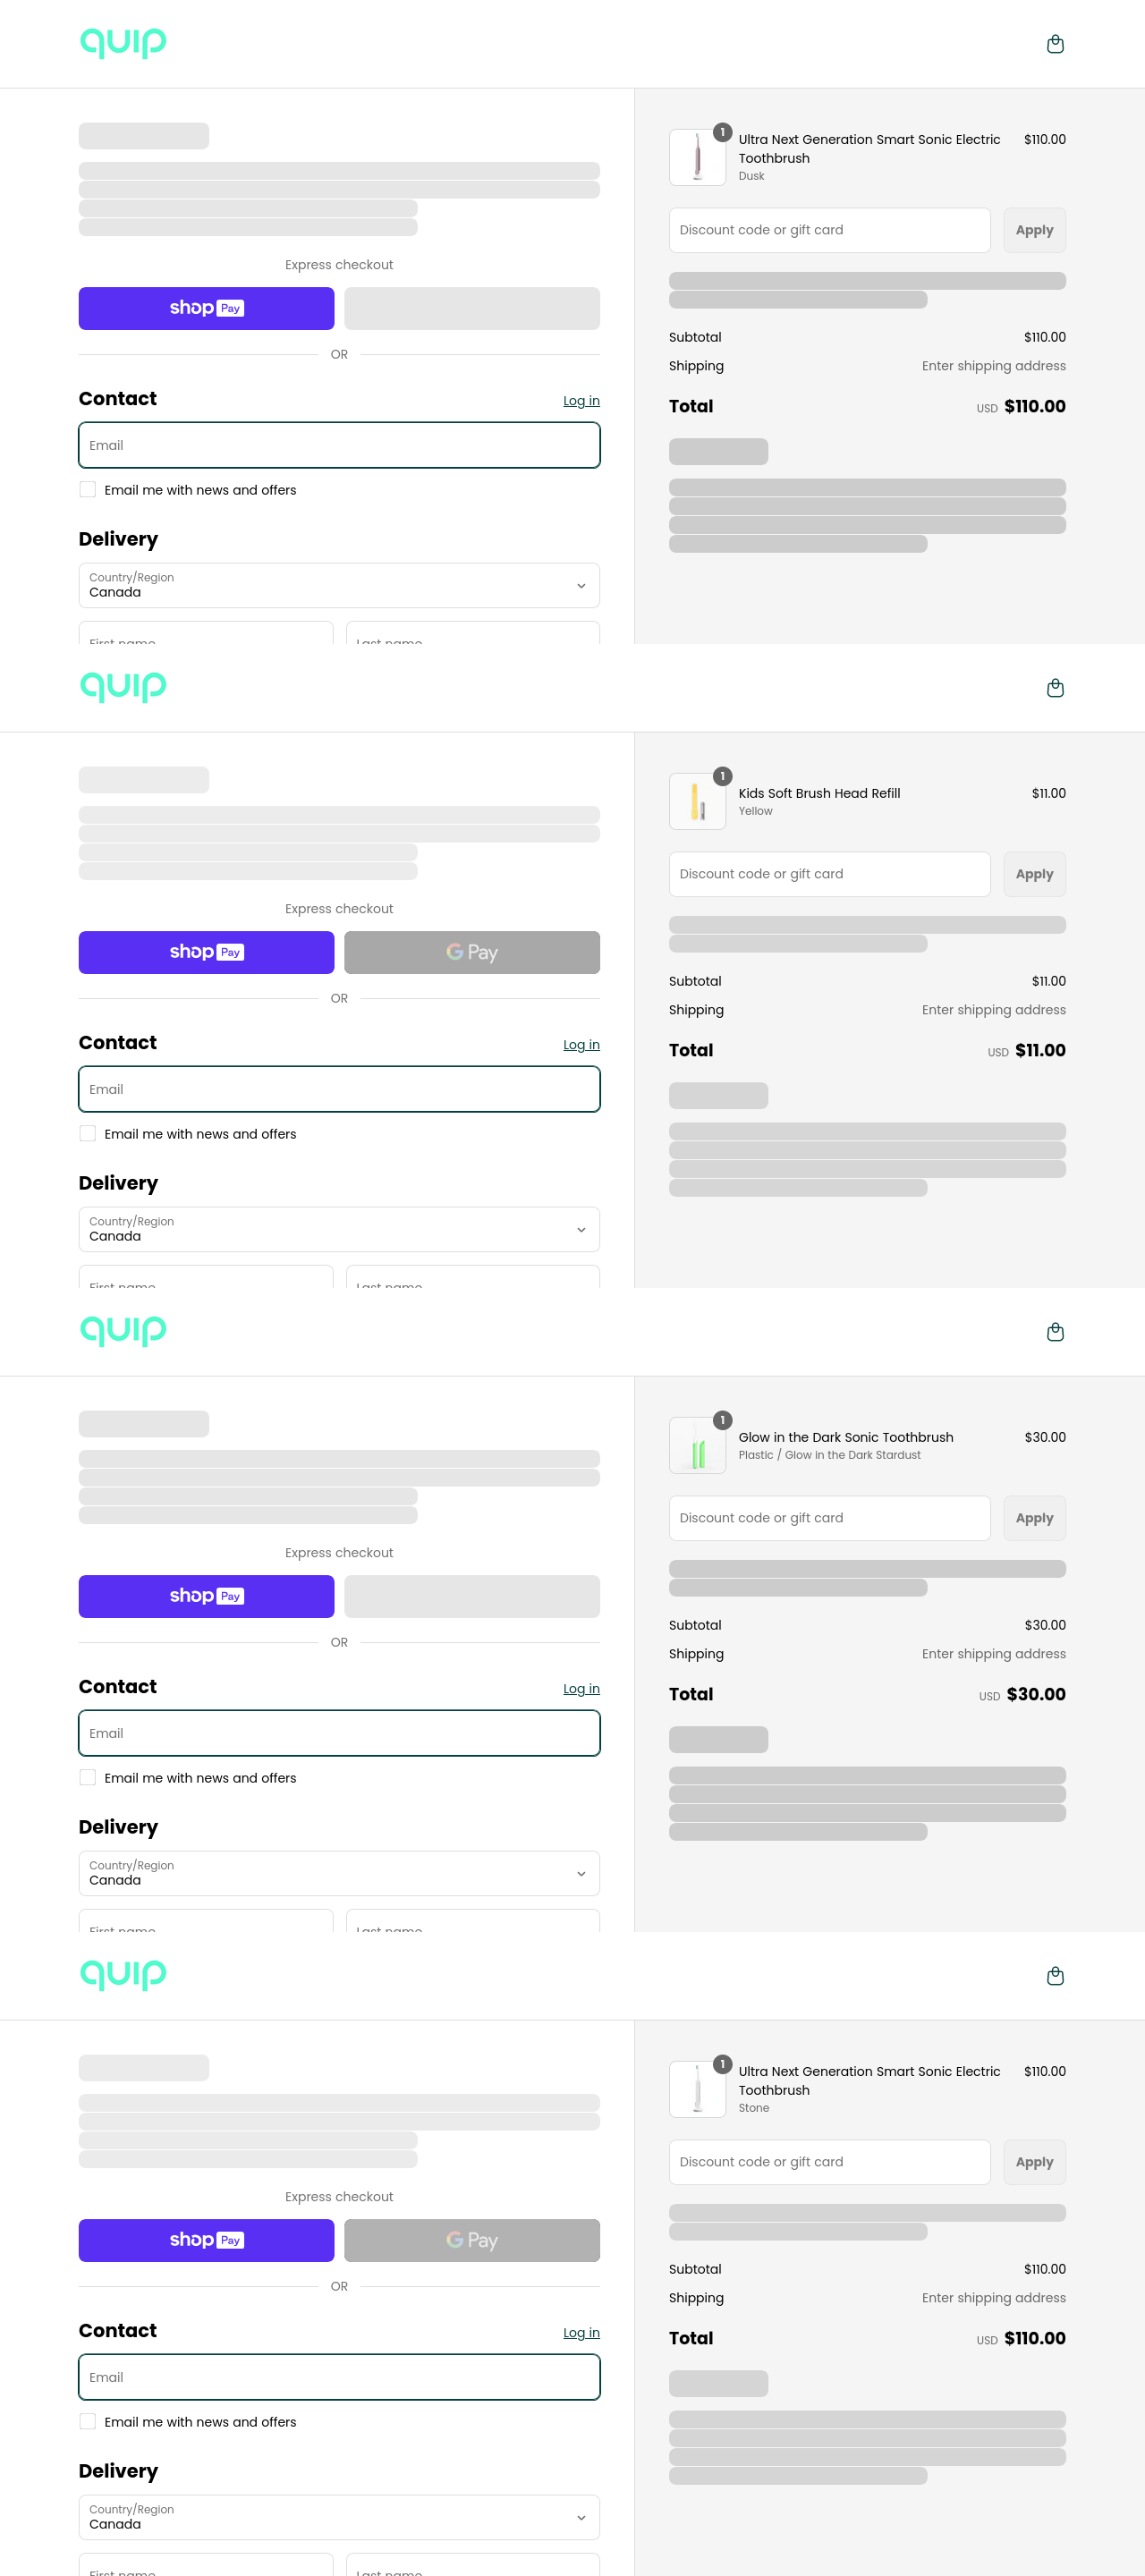 quip
Express checkout
shop Pay
OR
Contact
Log in
Email
Email me with news and offers
Delivery
Country/Region
Canada
First name
Last name
1
Ultra Next Generation Smart Sonic Electric
Toothbrush
$110.00
Dusk
Discount code or gift card
Apply
Subtotal
$110.00
Shipping
Enter shipping address
Total
USD $110.00
quip
Express checkout
shop Pay
G Pay
OR
Contact
Log in
Email
Email me with news and offers
Delivery
Country/Region
Canada
First name
Last name
1
Kids Soft Brush Head Refill
$11.00
Yellow
Discount code or gift card
Apply
Subtotal
$11.00
Shipping
Enter shipping address
Total
USD $11.00
quip
Express checkout
shop Pay
OR
Contact
Log in
Email
Email me with news and offers
Delivery
Country/Region
Canada
First name
Last name
1
Glow in the Dark Sonic Toothbrush
$30.00
Plastic / Glow in the Dark Stardust
Discount code or gift card
Apply
Subtotal
$30.00
Shipping
Enter shipping address
Total
USD $30.00
quip
Express checkout
shop Pay
G Pay
OR
Contact
Log in
Email
Email me with news and offers
Delivery
Country/Region
Canada
First name
Last name
1
Ultra Next Generation Smart Sonic Electric
Toothbrush
$110.00
Stone
Discount code or gift card
Apply
Subtotal
$110.00
Shipping
Enter shipping address
Total
USD $110.00